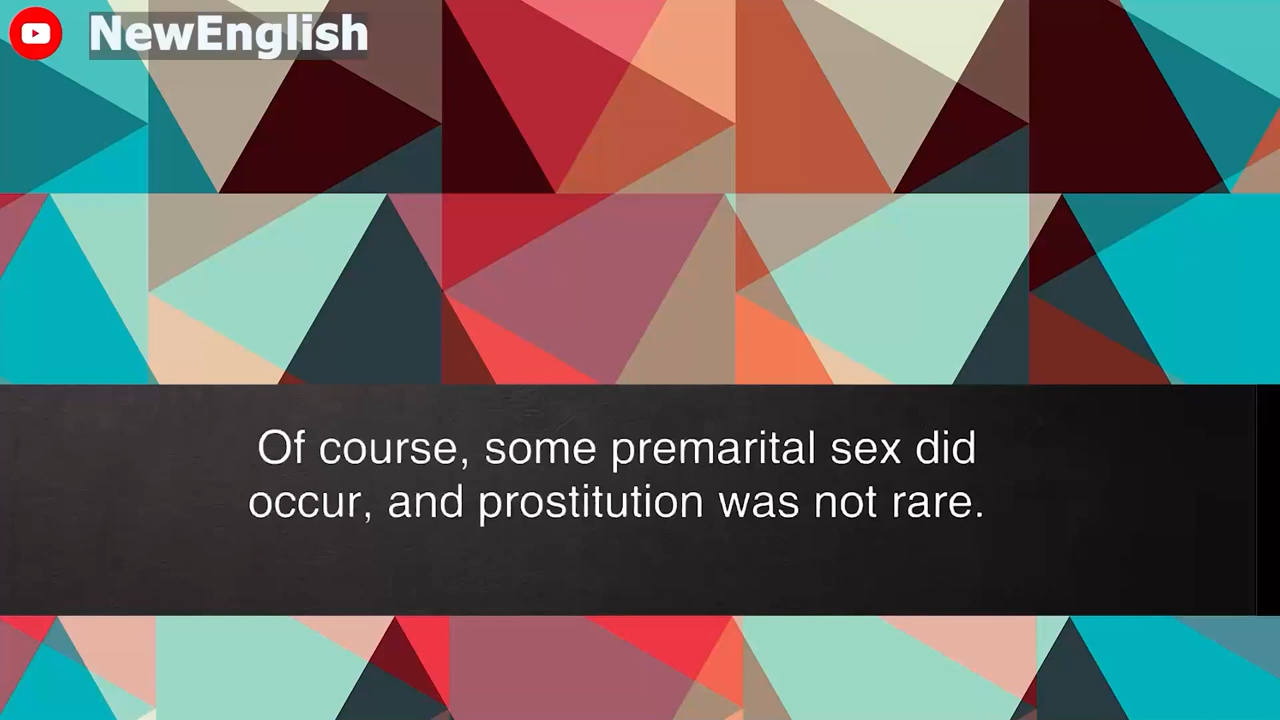 NewEnglish
Of course, some premarital sex did
occur, and prostitution was not rare.